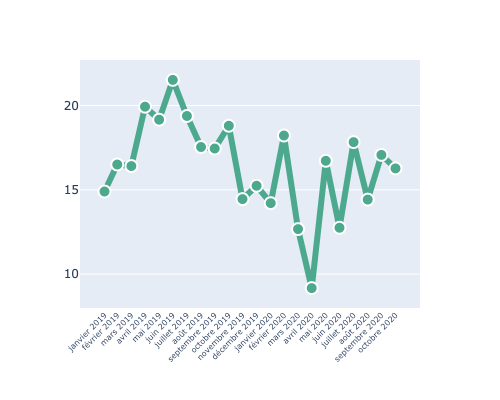 20
15
10
janvier 2019
février 2019
mars 2019
avril 2019
mai 2019
juin 2019
juillet 2019
août 2019
septembre 2019
octobre 2019
novembre 2019
décembre 2019
janvier 2020
février 2020
mars 2020
avril 2020
mai 2020
juin 2020
juillet 2020
août 2020
septembre 2020
octobre 2020